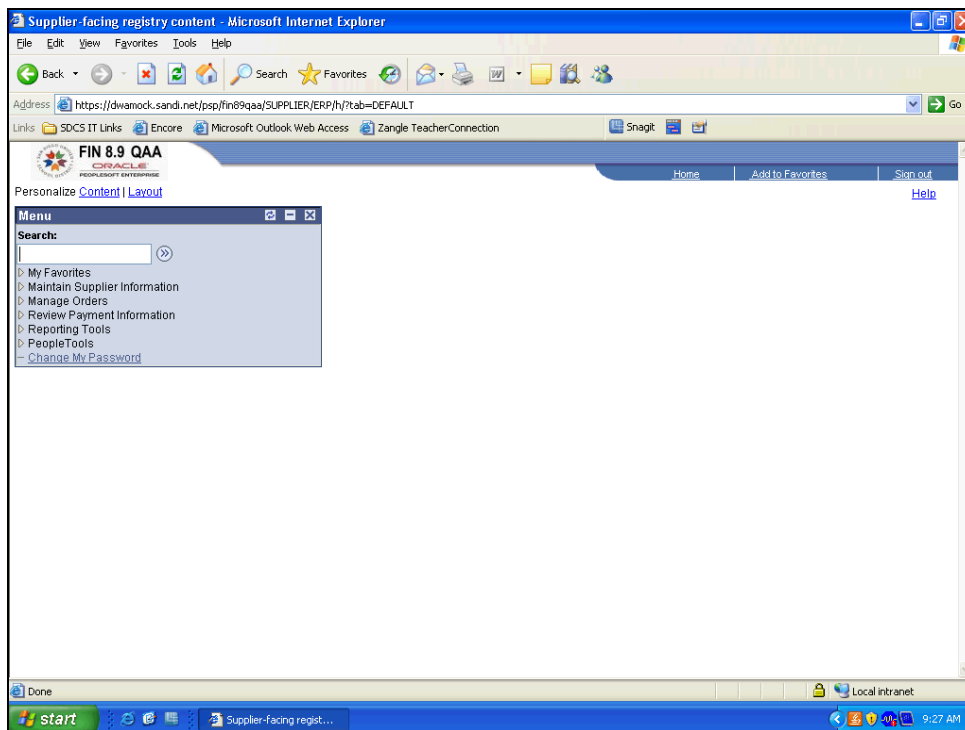 Supplier-facing registry content - Microsoft Internet Explorer
File Edit View Favorites Tools Help
Back Search Favorites
Address https://dwamock.sandi.net/psp/fin89qaa/SUPPLIER/ERP/h/?tab=DEFAULT Go
Links SDCS IT Links Encore Microsoft Outlook Web Access Zangle TeacherConnection Snagit
FIN 8.9 QAA
ORACLE
PEOPLESOFT ENTERPRISE
Home Add to Favorites Sign out
Personalize Content | Layout Help
Menu
Search:
My Favorites
Maintain Supplier Information
Manage Orders
Review Payment Information
Reporting Tools
PeopleTools
Change My Password
Done Local intranet
start Supplier-facing regist... 9:27 AM